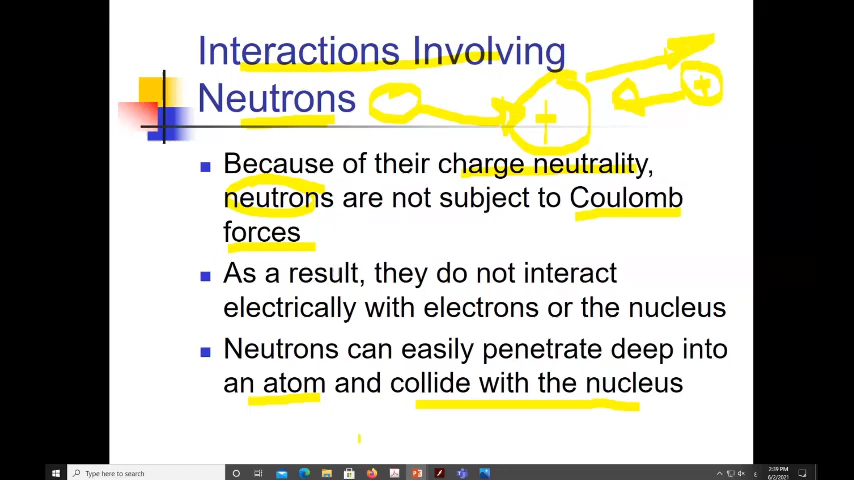 Interactions Involving
Neutrons
+
+
Because of their charge neutrality,
neutrons are not subject to Coulomb
forces
As a result, they do not interact
electrically with electrons or the nucleus
Neutrons can easily penetrate deep into
an atom and collide with the nucleus
Type here to search
2:39 PM
6/2/2021